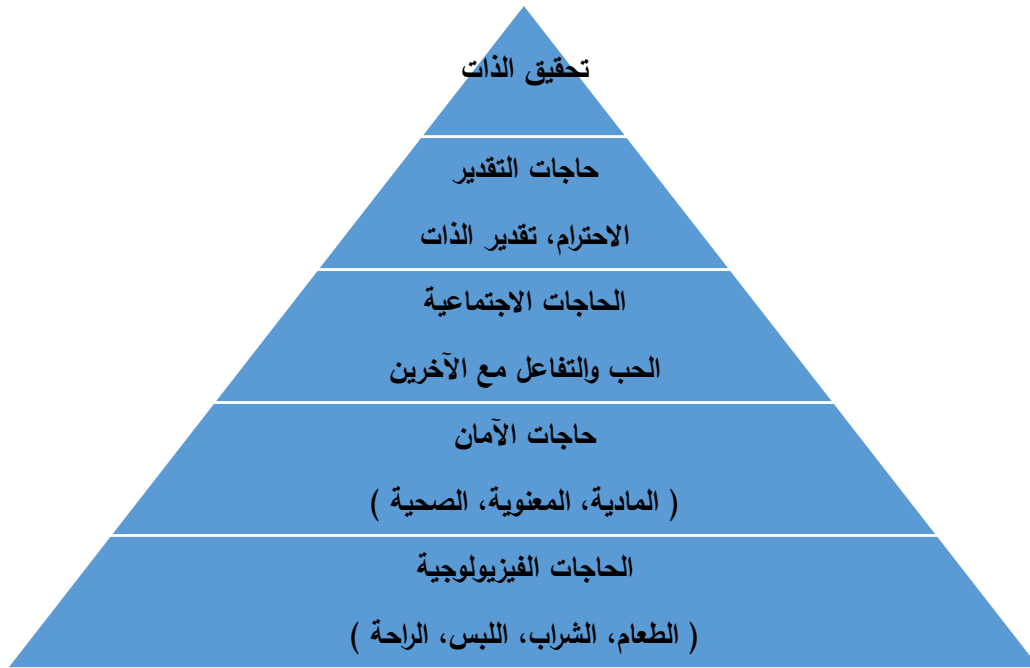 تحقيق الذات
حاجات التقدير
الاحترام، تقدير الذات
الحاجات الاجتماعية
الحب والتفاعل مع الآخرين
حاجات الآمان
( المادية، المعنوية، الصحية )
الحاجات الفيزيولوجية
( الطعام، الشراب، اللبس، الراحة )